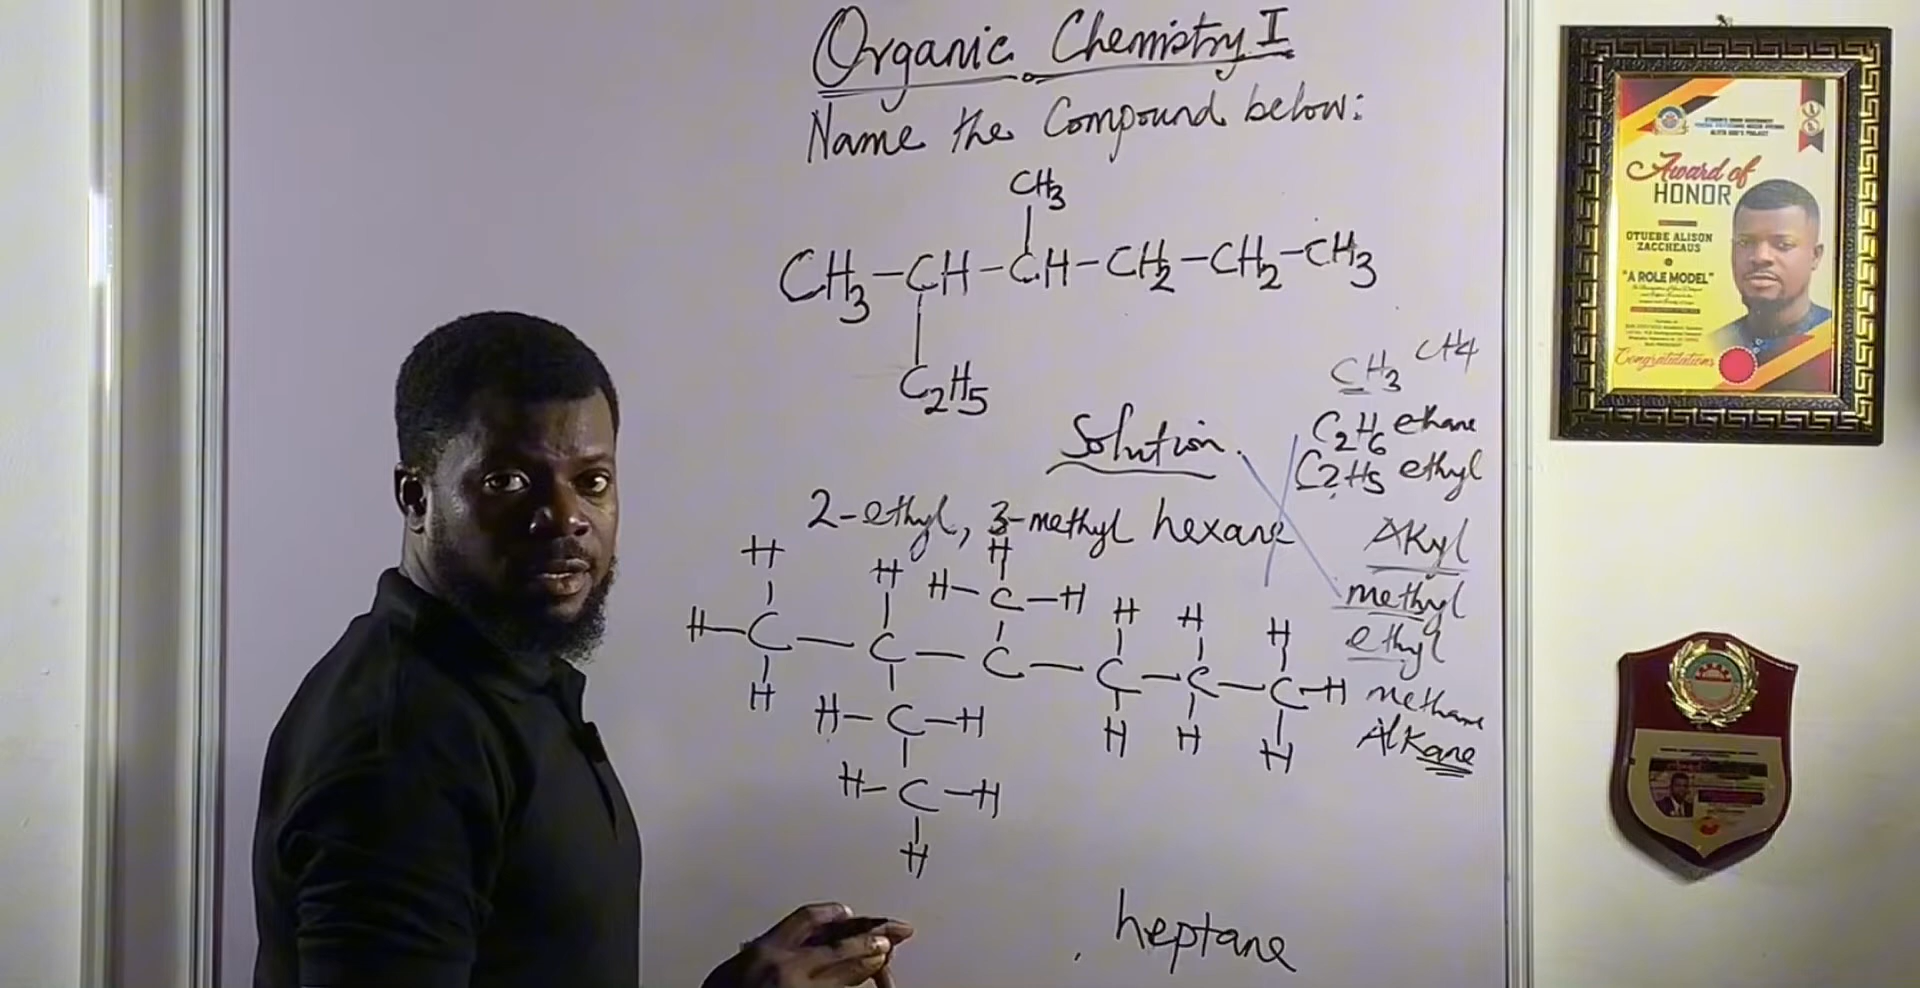 Organic Chemistry I
Name the Compound below:
CH3
CH3-CH-CH-CH2-CH2-CH3
C2H5
CH3 CH4
Solution.
C2H6 ethane
C2H5 ethyl
2-ethyl, 3-methyl hexane
AKyl
methyl
ethyl
methane
AlKane
H
H H H-C-H H H H
H-C-C-C-C-C-C-H
H H-C-H H H H
H-C-H
H
heptane
Award of
HONOR
OTUEBE ALISON
ZACCHEAUS
"A ROLE MODEL"
Congratulations